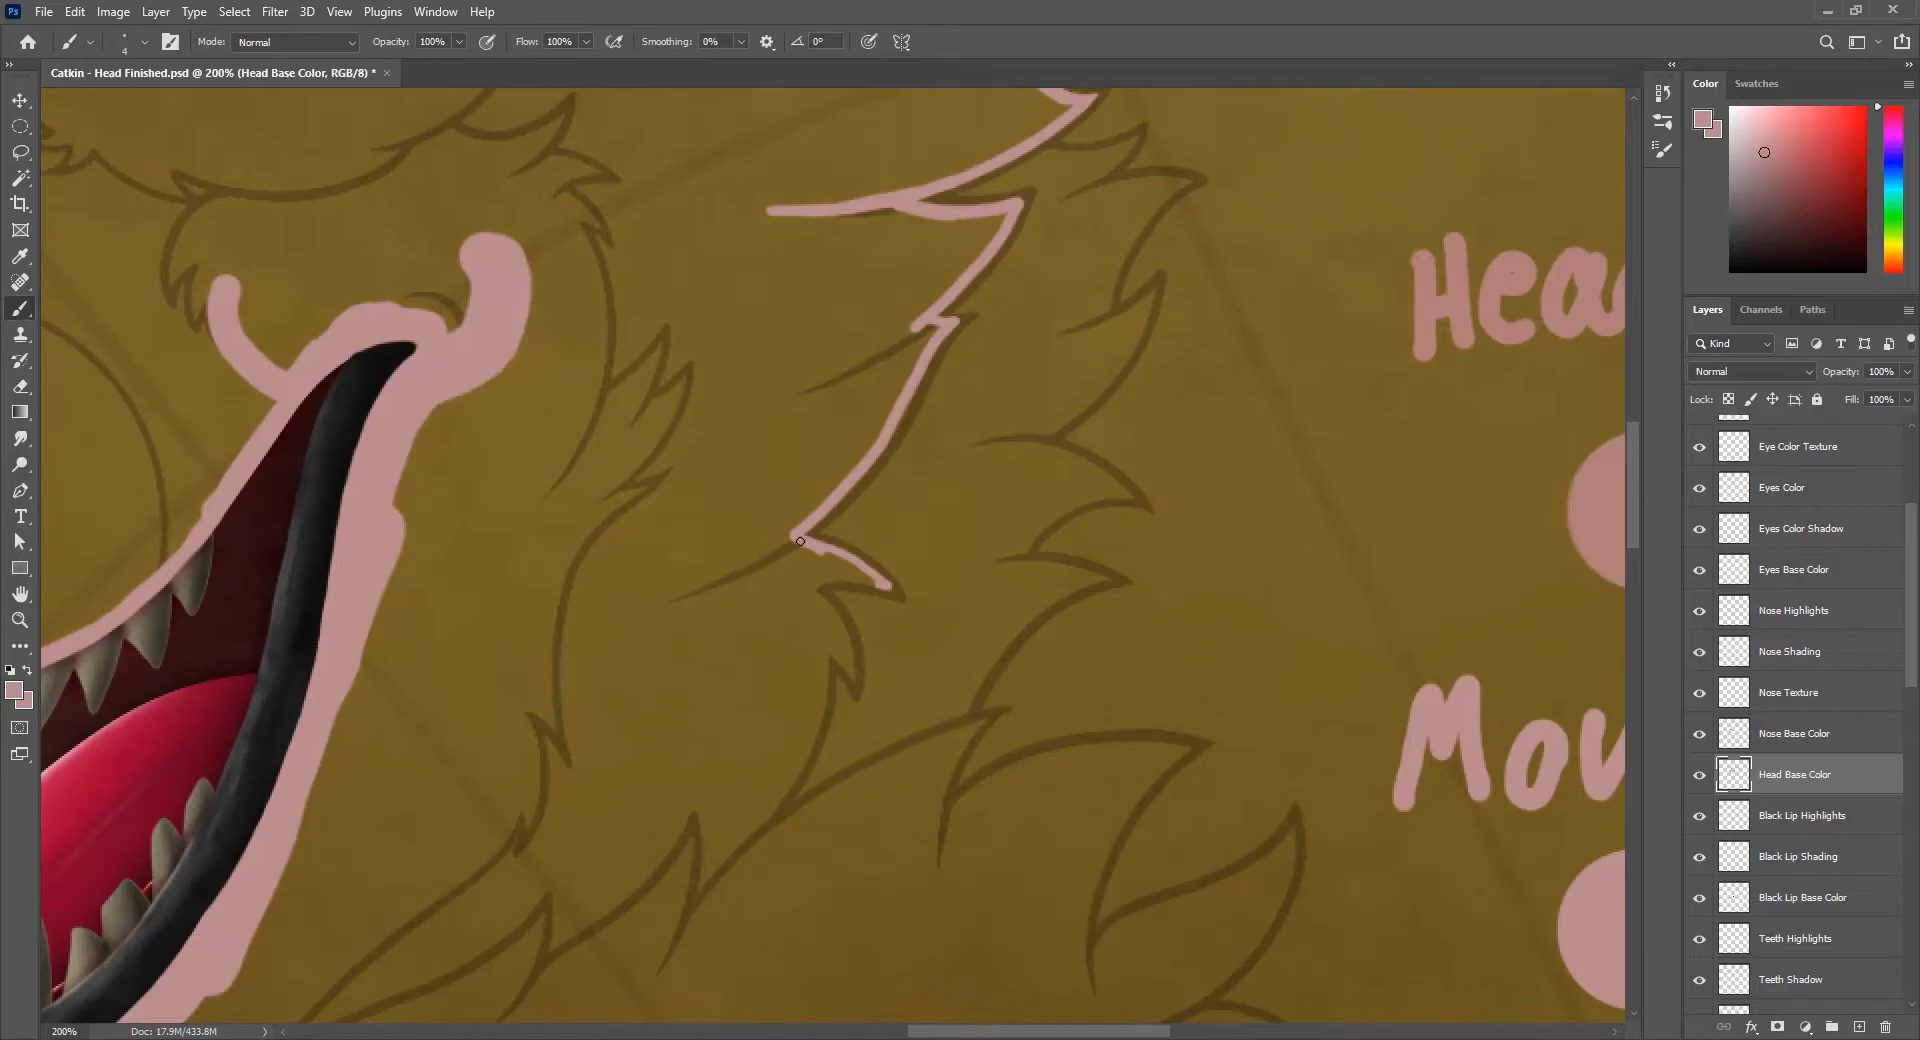 Ps File Edit Image Layer Type Select Filter 3D View Plugins Window Help
4 Mode: Normal Opacity: 100% Flow: 100% Smoothing: 0% 0°
Catkin - Head Finished.psd @ 200% (Head Base Color, RGB/8) * ×
Color Swatches
Layers Channels Paths
Kind
Normal Opacity: 100%
Lock: Fill: 100%
Eye Color Texture
Eyes Color
Eyes Color Shadow
Eyes Base Color
Nose Highlights
Nose Shading
Nose Texture
Nose Base Color
Head Base Color
Black Lip Highlights
Black Lip Shading
Black Lip Base Color
Teeth Highlights
Teeth Shadow
Hea
Mou
200% Doc: 17.9M/433.8M